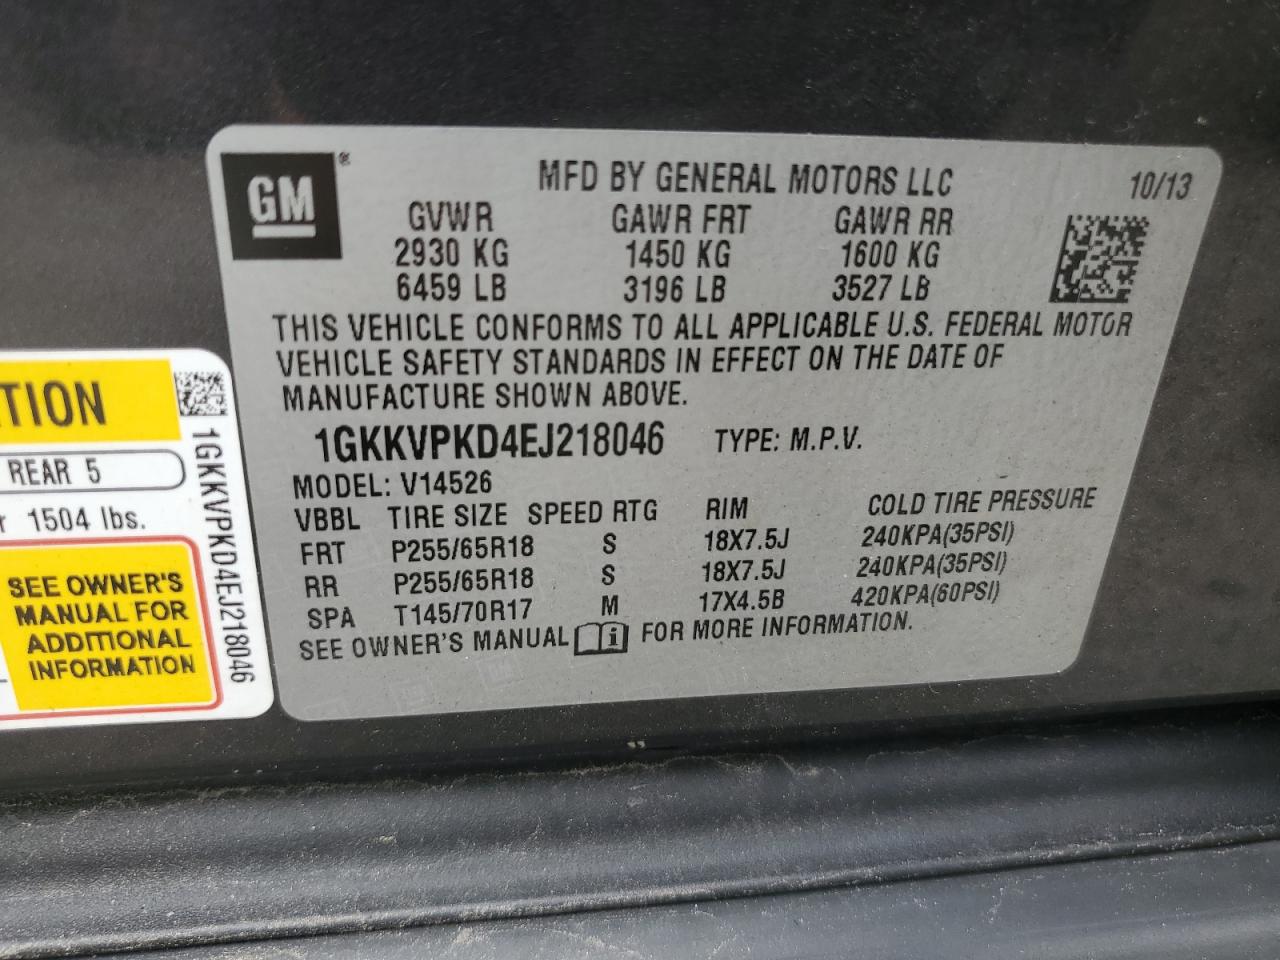 GM ®
MFD BY GENERAL MOTORS LLC 10/13
GVWR GAWR FRT GAWR RR
2930 KG 1450 KG 1600 KG
6459 LB 3196 LB 3527 LB
THIS VEHICLE CONFORMS TO ALL APPLICABLE U.S. FEDERAL MOTOR
VEHICLE SAFETY STANDARDS IN EFFECT ON THE DATE OF
MANUFACTURE SHOWN ABOVE.
1GKKVPKD4EJ218046 TYPE: M.P.V.
MODEL: V14526
VBBL TIRE SIZE SPEED RTG RIM COLD TIRE PRESSURE
FRT P255/65R18 S 18X7.5J 240KPA(35PSI)
RR P255/65R18 S 18X7.5J 240KPA(35PSI)
SPA T145/70R17 M 17X4.5B 420KPA(60PSI)
SEE OWNER'S MANUAL i FOR MORE INFORMATION.
TION
REAR 5
r 1504 lbs.
SEE OWNER'S
MANUAL FOR
ADDITIONAL
INFORMATION
1GKKVPKD4EJ218046